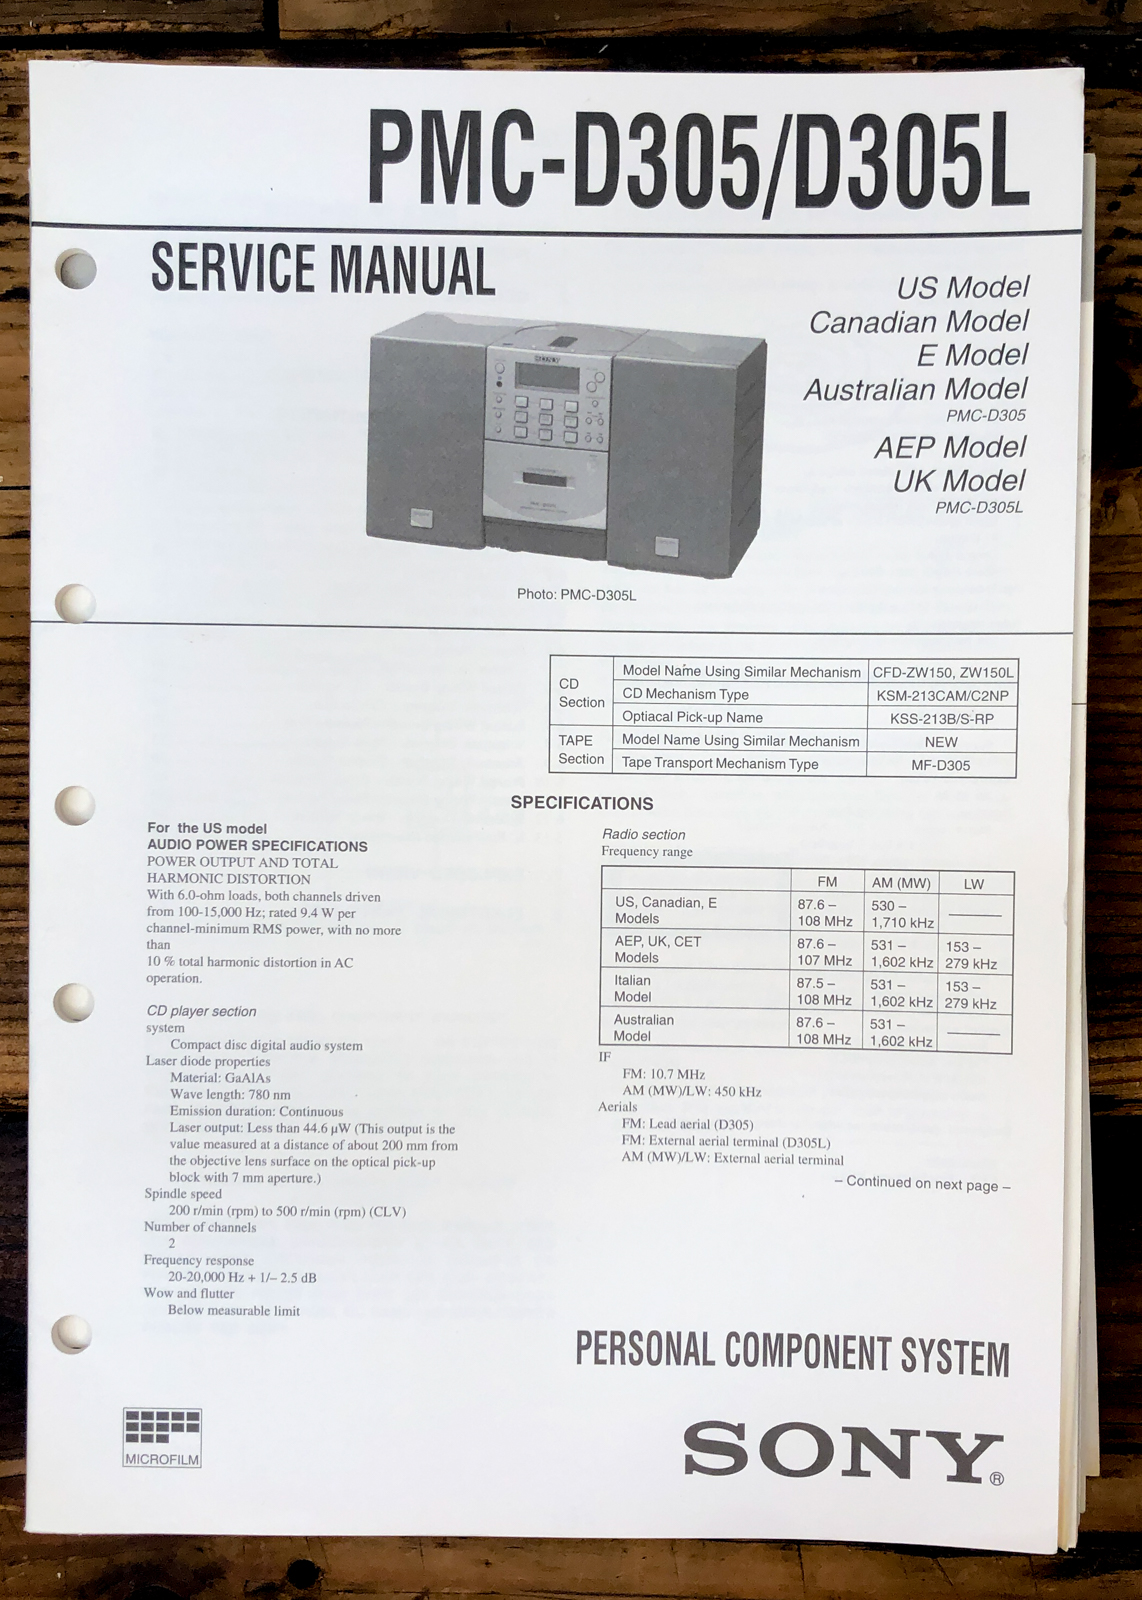 PMC-D305/D305L
SERVICE MANUAL
US Model
Canadian Model
E Model
Australian Model
PMC-D305
AEP Model
UK Model
PMC-D305L
SONY
Photo: PMC-D305L
CD Section
Model Name Using Similar Mechanism CFD-ZW150, ZW150L
CD Mechanism Type KSM-213CAM/C2NP
Optiacal Pick-up Name KSS-213B/S-RP
TAPE Section
Model Name Using Similar Mechanism NEW
Tape Transport Mechanism Type MF-D305
SPECIFICATIONS
For the US model
AUDIO POWER SPECIFICATIONS
POWER OUTPUT AND TOTAL
HARMONIC DISTORTION
With 6.0-ohm loads, both channels driven
from 100-15,000 Hz; rated 9.4 W per
channel-minimum RMS power, with no more
than
10 % total harmonic distortion in AC
operation.
CD player section
system
Compact disc digital audio system
Laser diode properties
Material: GaAlAs
Wave length: 780 nm
Emission duration: Continuous
Laser output: Less than 44.6 µW (This output is the
value measured at a distance of about 200 mm from
the objective lens surface on the optical pick-up
block with 7 mm aperture.)
Spindle speed
200 r/min (rpm) to 500 r/min (rpm) (CLV)
Number of channels
2
Frequency response
20-20,000 Hz + 1/– 2.5 dB
Wow and flutter
Below measurable limit
Radio section
Frequency range
FM AM (MW) LW
US, Canadian, E 87.6 – 530 –
Models 108 MHz 1,710 kHz
AEP, UK, CET 87.6 – 531 – 153 –
Models 107 MHz 1,602 kHz 279 kHz
Italian 87.5 – 531 – 153 –
Model 108 MHz 1,602 kHz 279 kHz
Australian 87.6 – 531 –
Model 108 MHz 1,602 kHz
IF
FM: 10.7 MHz
AM (MW)/LW: 450 kHz
Aerials
FM: Lead aerial (D305)
FM: External aerial terminal (D305L)
AM (MW)/LW: External aerial terminal
– Continued on next page –
PERSONAL COMPONENT SYSTEM
MICROFILM
SONY®